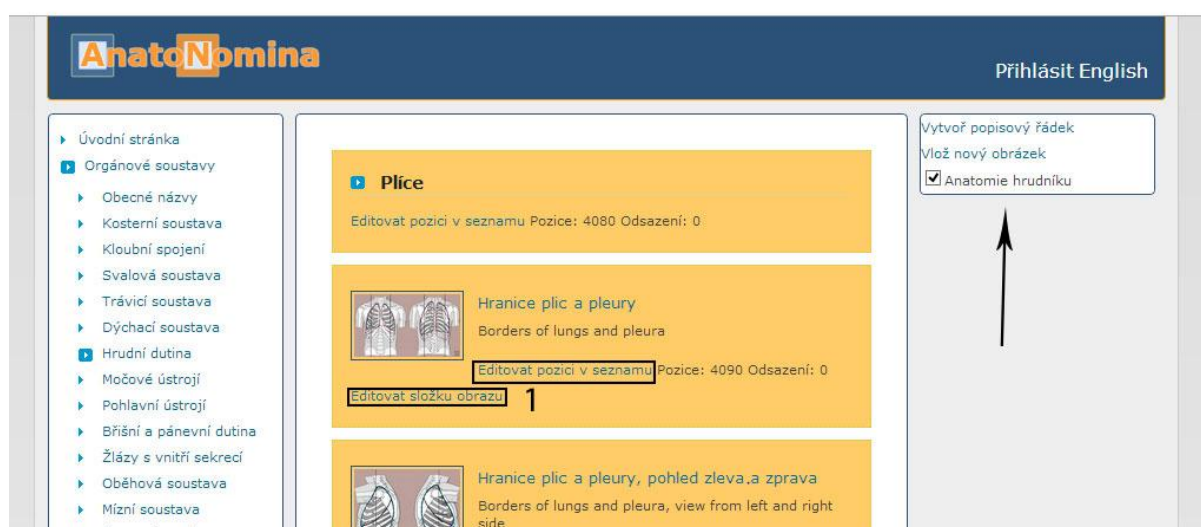 AnatoNomina
Přihlásit English
Úvodní stránka
Orgánové soustavy
Obecné názvy
Kosterní soustava
Kloubní spojení
Svalová soustava
Trávicí soustava
Dýchací soustava
Hrudní dutina
Močové ústrojí
Pohlavní ústrojí
Břišní a pánevní dutina
Žlázy s vnitří sekrecí
Oběhová soustava
Mízní soustava
Plíce
Editovat pozici v seznamu Pozice: 4080 Odsazení: 0
Hranice plic a pleury
Borders of lungs and pleura
Editovat pozici v seznamu Pozice: 4090 Odsazení: 0
Editovat složku obrazu 1
Hranice plic a pleury, pohled zleva.a zprava
Borders of lungs and pleura, view from left and right
side
Vytvoř popisový řádek
Vlož nový obrázek
Anatomie hrudníku